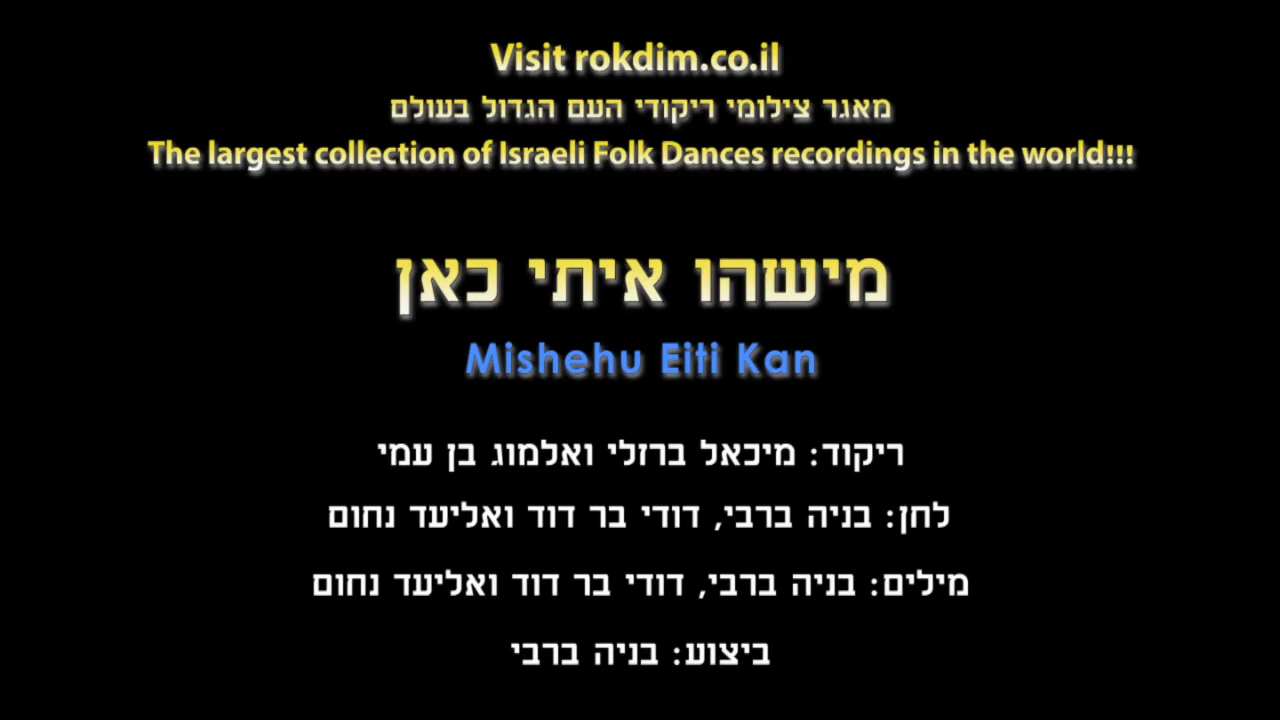 Visit rokdim.co.il
מאגר צילומי ריקודי העם הגדול בעולם
The largest collection of Israeli Folk Dances recordings in the world!!!
מישהו איתי כאן
Mishehu Eiti Kan
ריקוד: מיכאל ברזלי ואלמוג בן עמי
לחן: בניה ברבי, דודי בר דוד ואליעד נחום
מילים: בניה ברבי, דודי בר דוד ואליעד נחום
ביצוע: בניה ברבי